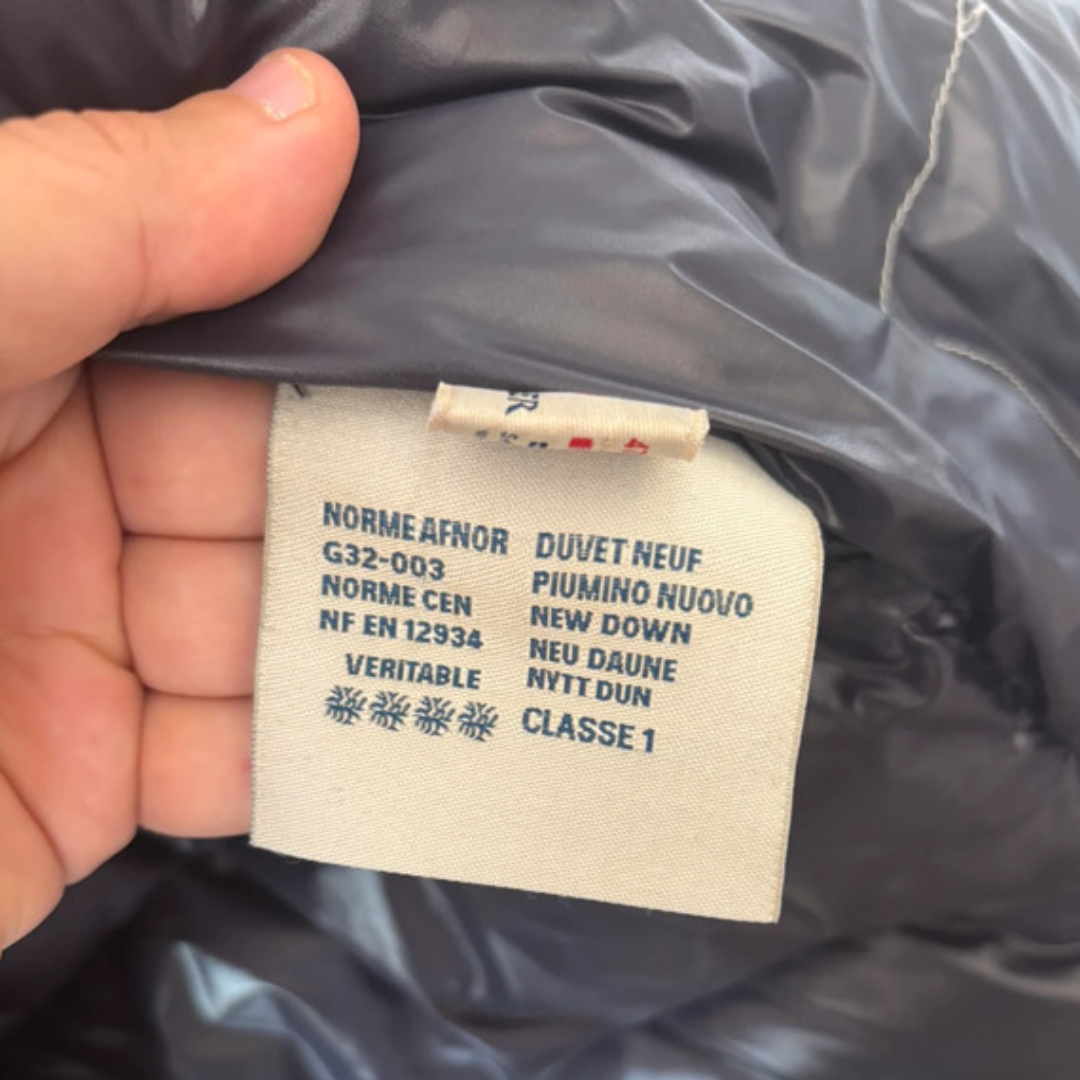 NORME AFNOR
G32-003
NORME CEN
NF EN 12934
VERITABLE
DUVET NEUF
PIUMINO NUOVO
NEW DOWN
NEU DAUNE
NYTT DUN
CLASSE 1